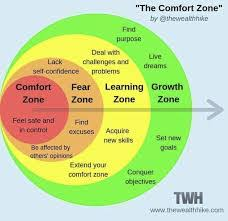 "The Comfort Zone"
by @thewealthhike
Find
purpose
Lack
self-confidence
Deal with
challenges and
problems
Live
dreams
Comfort
Zone
Fear
Zone
Learning
Zone
Growth
Zone
Feel safe and
in control
Find
excuses
Acquire
new skills
Set new
goals
Be affected by
others' opinions
Extend your
comfort zone
Conquer
objectives
TWH
www.thewealthhike.com